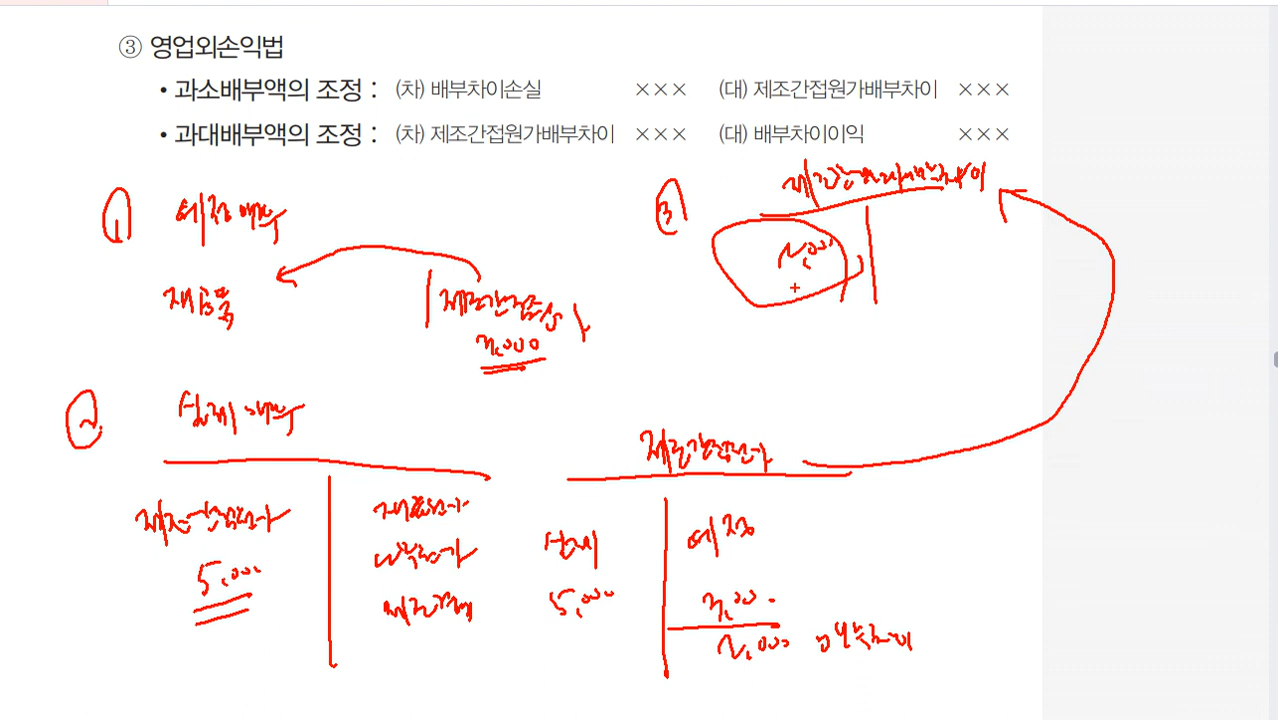 ③ 영업외손익법
• 과소배부액의 조정 : (차) 배부차이손실 ××× (대) 제조간접원가배부차이 ×××
• 과대배부액의 조정 : (차) 제조간접원가배부차이 ××× (대) 배부차이이익 ×××
① 예정배부
재공품 제조간접원가
3,000
② 실제배부
제조간접원가
5,000
재료원가
노무원가
제조간접원가
실제 예정
5,000 3,000
2,000 배부차이
③ 제조간접원가배부차이
2,000